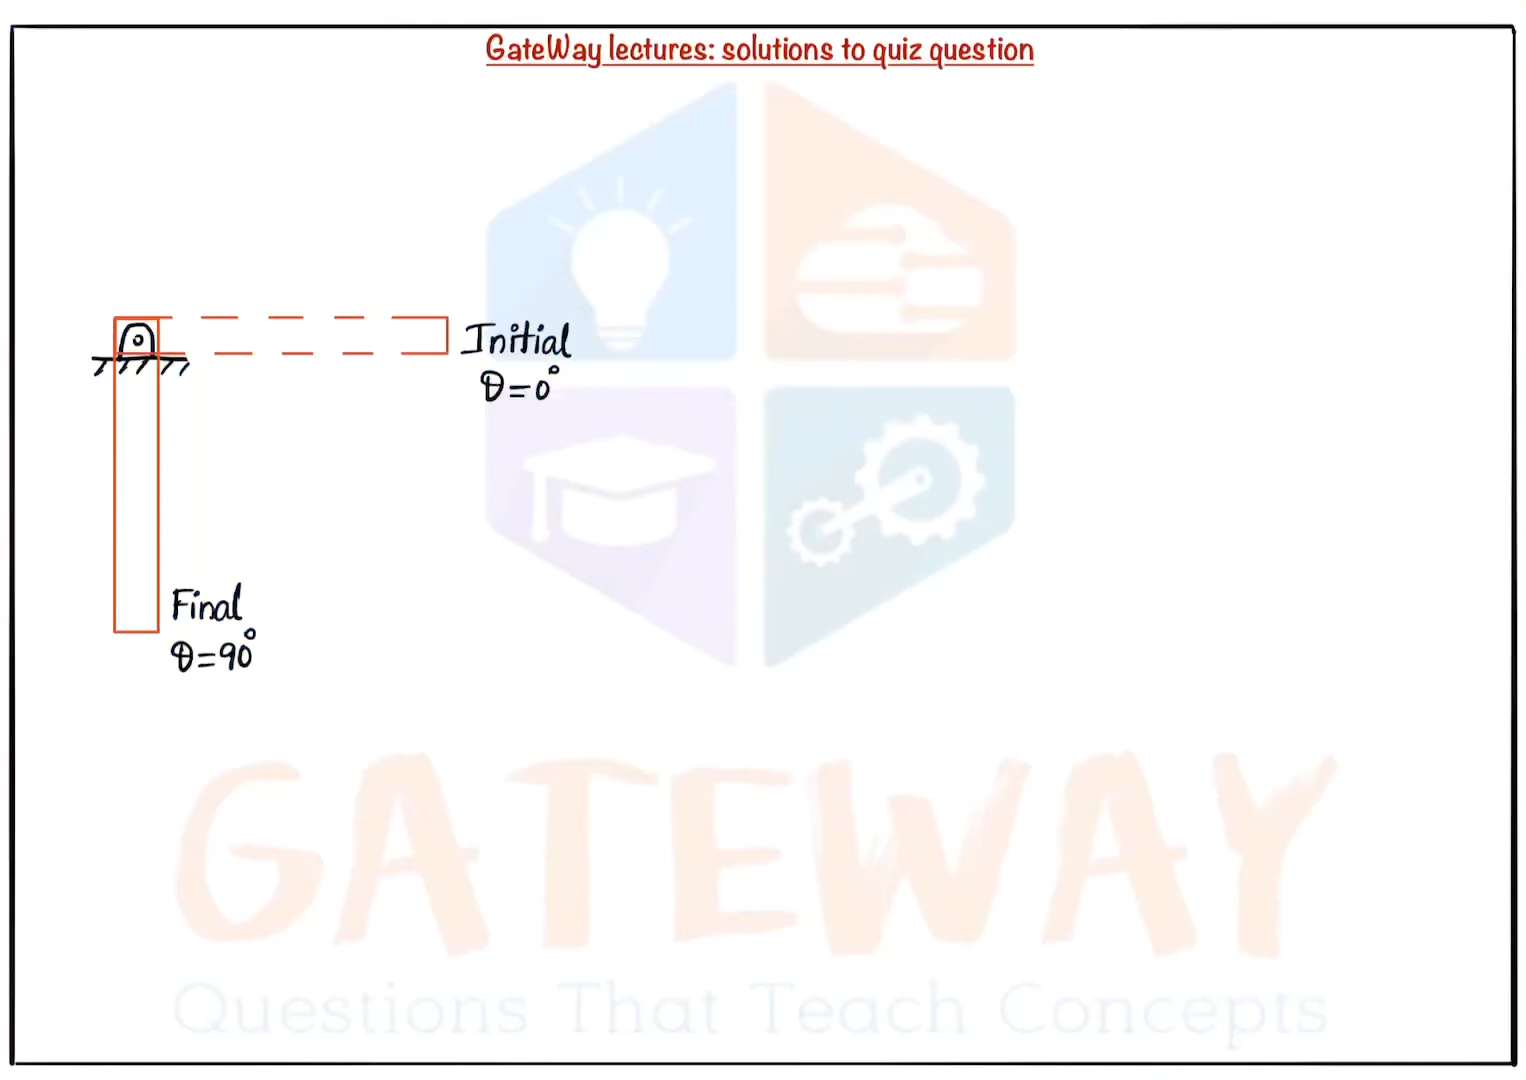 GateWay lectures: solutions to quiz question
Initial
θ=0°
Final
θ=90°
GATEWAY
Questions That Teach Concepts